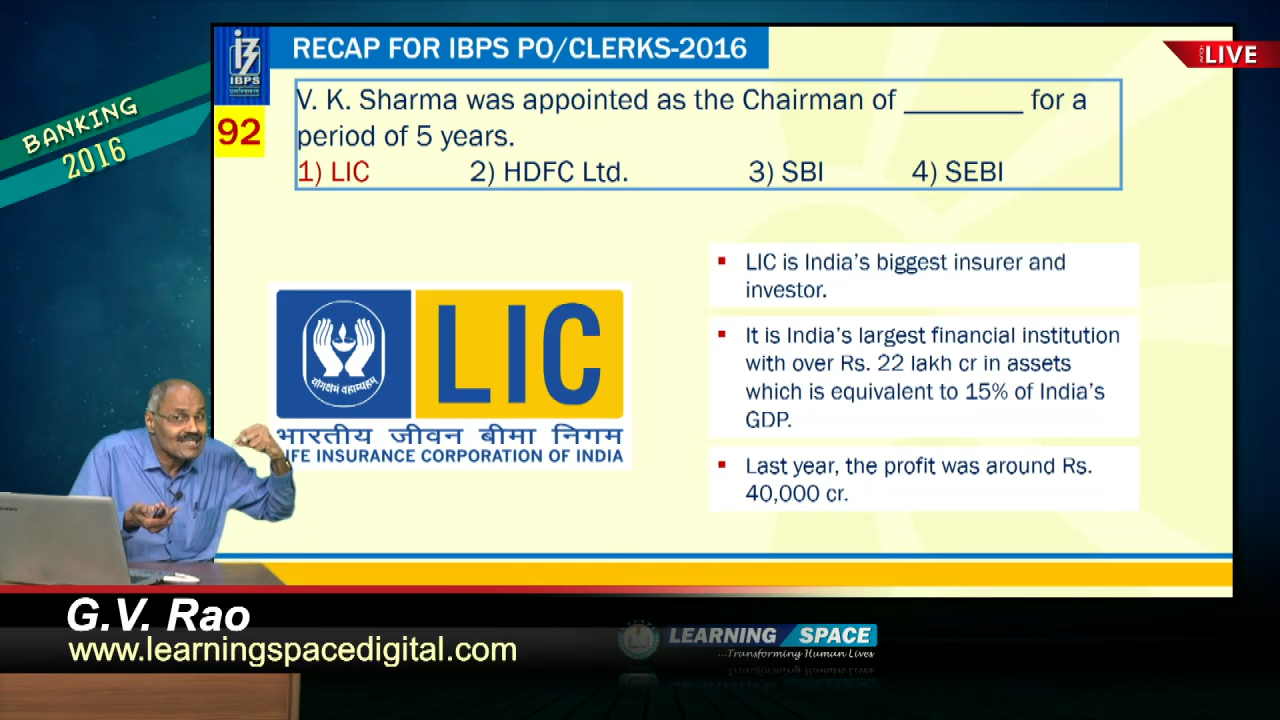 RECAP FOR IBPS PO/CLERKS-2016
IBPS
LIVE
BANKING
2016
92
V. K. Sharma was appointed as the Chairman of ________ for a
period of 5 years.
1) LIC 2) HDFC Ltd. 3) SBI 4) SEBI
LIC is India's biggest insurer and
investor.
It is India's largest financial institution
with over Rs. 22 lakh cr in assets
which is equivalent to 15% of India's
GDP.
Last year, the profit was around Rs.
40,000 cr.
योगक्षेमं वहाम्यहम्
LIC
भारतीय जीवन बीमा निगम
IFE INSURANCE CORPORATION OF INDIA
G.V. Rao
www.learningspacedigital.com
LEARNING SPACE
...Transforming Human Lives